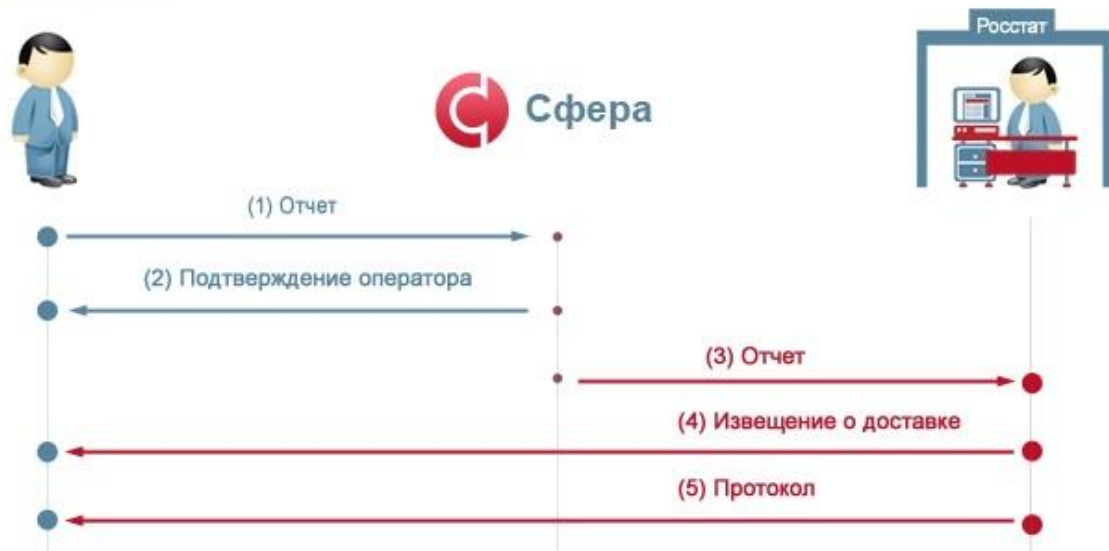 Росстат
Сфера
(1) Отчет
(2) Подтверждение оператора
(3) Отчет
(4) Извещение о доставке
(5) Протокол